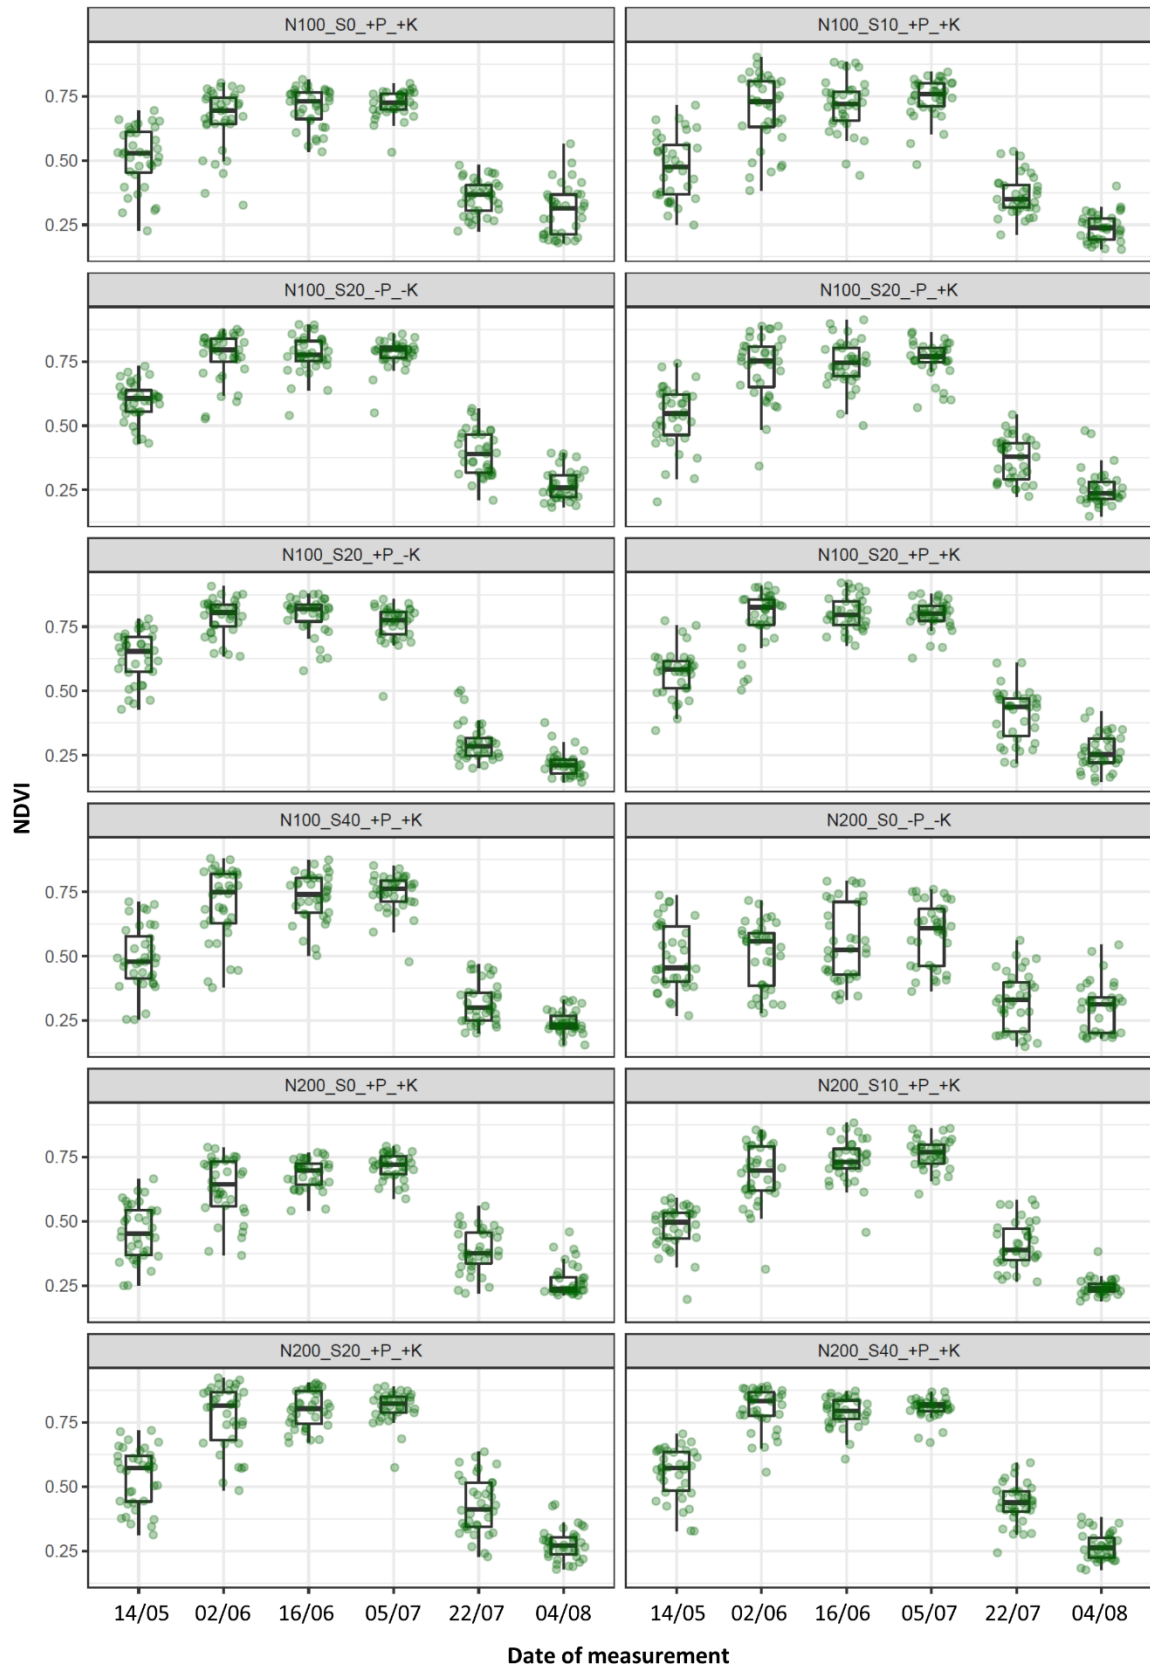 N100_S0_+P_+K
N100_S10_+P_+K
0.75
0.50
0.25
N100_S20_-P_-K
N100_S20_-P_+K
0.75
0.50
0.25
N100_S20_+P_-K
N100_S20_+P_+K
0.75
0.50
0.25
NDVI
N100_S40_+P_+K
N200_S0_-P_-K
0.75
0.50
0.25
N200_S0_+P_+K
N200_S10_+P_+K
0.75
0.50
0.25
N200_S20_+P_+K
N200_S40_+P_+K
0.75
0.50
0.25
14/05 02/06 16/06 05/07 22/07 04/08
14/05 02/06 16/06 05/07 22/07 04/08
Date of measurement